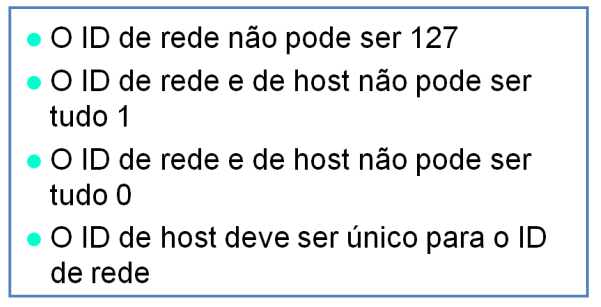 O ID de rede não pode ser 127
O ID de rede e de host não pode ser
tudo 1
O ID de rede e de host não pode ser
tudo 0
O ID de host deve ser único para o ID
de rede